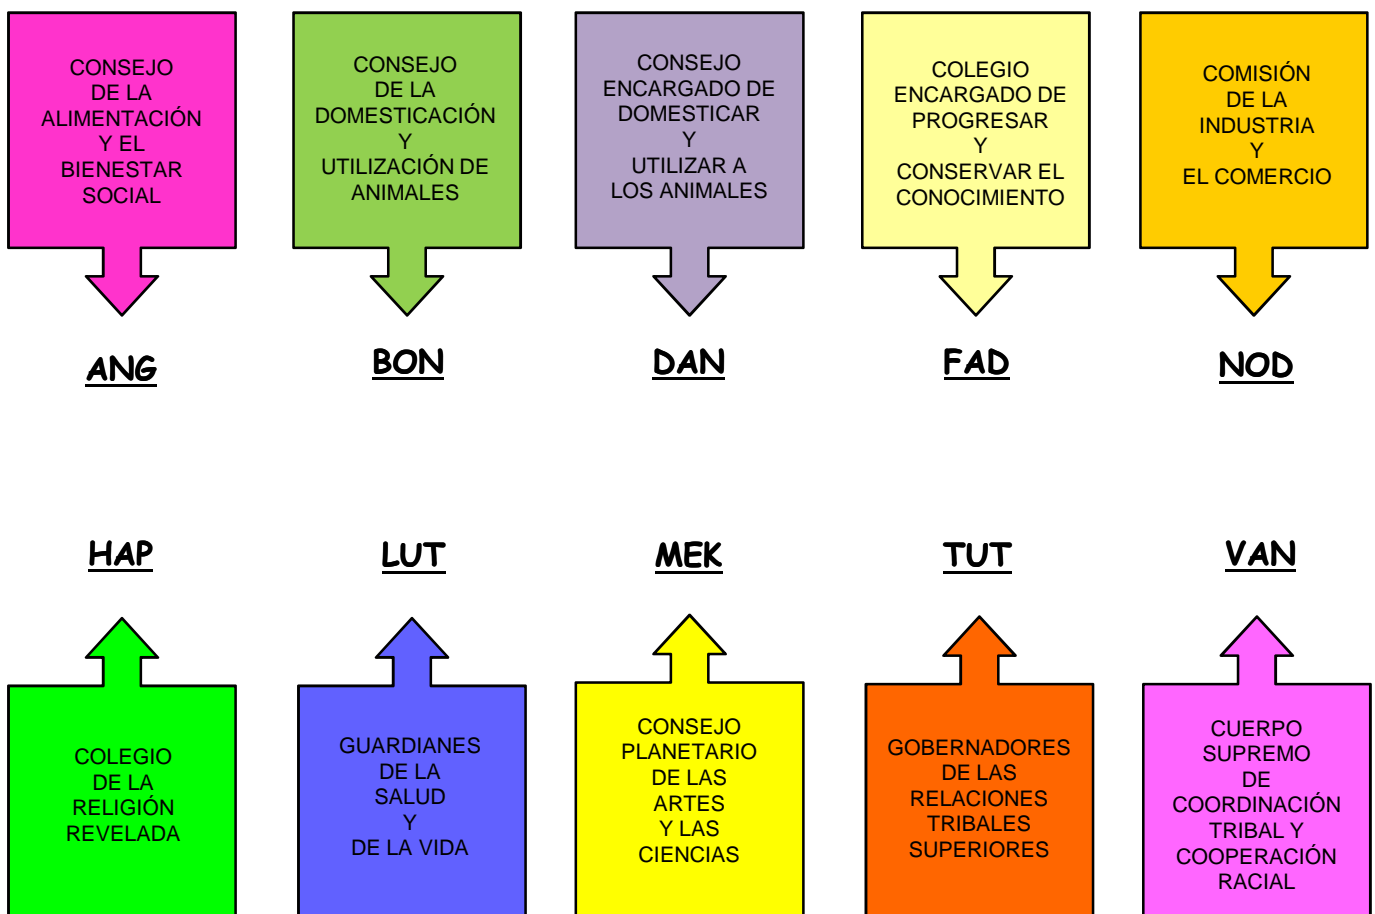 CONSEJO
DE LA
ALIMENTACIÓN
Y EL
BIENESTAR
SOCIAL
CONSEJO
DE LA
DOMESTICACIÓN
Y
UTILIZACIÓN DE
ANIMALES
CONSEJO
ENCARGADO DE
DOMESTICAR
Y
UTILIZAR A
LOS ANIMALES
COLEGIO
ENCARGADO DE
PROGRESAR
Y
CONSERVAR EL
CONOCIMIENTO
COMISIÓN
DE LA
INDUSTRIA
Y
EL COMERCIO
ANG
BON
DAN
FAD
NOD
HAP
LUT
MEK
TUT
VAN
COLEGIO
DE LA
RELIGIÓN
REVELADA
GUARDIANES
DE LA
SALUD
Y
DE LA VIDA
CONSEJO
PLANETARIO
DE LAS
ARTES
Y LAS
CIENCIAS
GOBERNADORES
DE LAS
RELACIONES
TRIBALES
SUPERIORES
CUERPO
SUPREMO
DE
COORDINACIÓN
TRIBAL Y
COOPERACIÓN
RACIAL